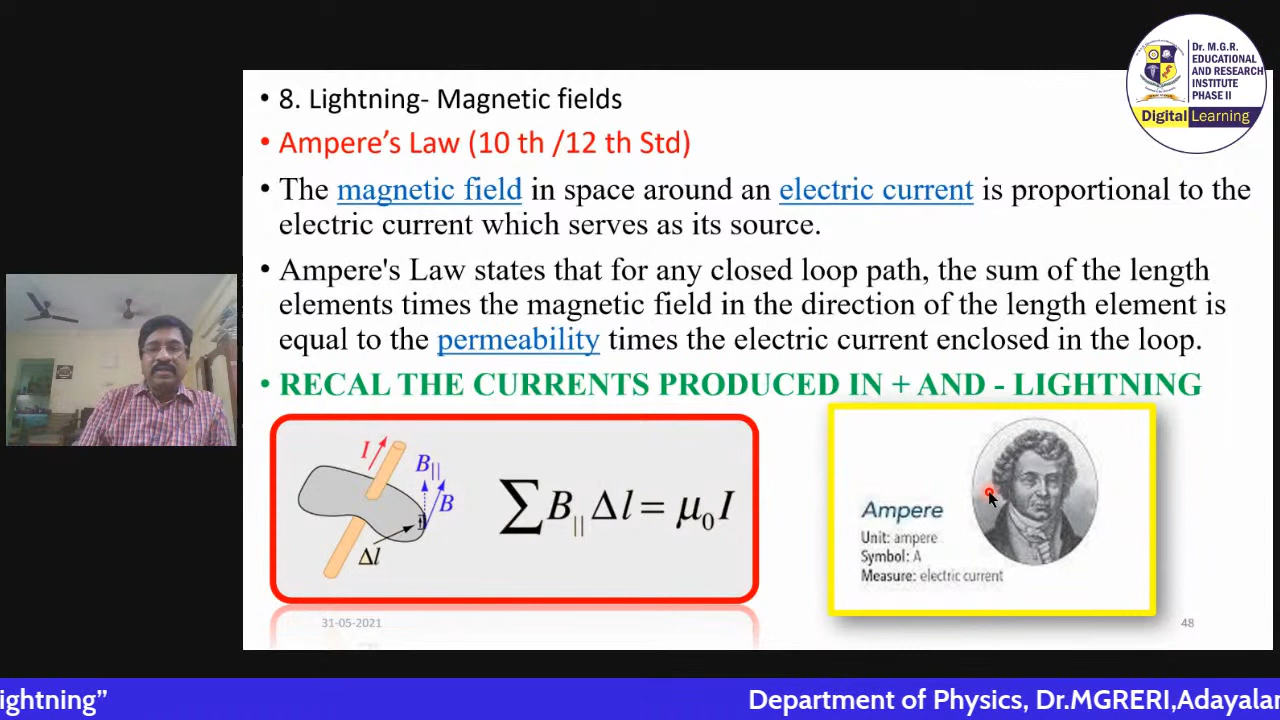 Dr. M.G.R.
EDUCATIONAL
AND RESEARCH
INSTITUTE
PHASE II
Digital Learning
• 8. Lightning- Magnetic fields
• Ampere’s Law (10 th /12 th Std)
• The magnetic field in space around an electric current is proportional to the
electric current which serves as its source.
• Ampere's Law states that for any closed loop path, the sum of the length
elements times the magnetic field in the direction of the length element is
equal to the permeability times the electric current enclosed in the loop.
• RECAL THE CURRENTS PRODUCED IN + AND - LIGHTNING
I
B||
B
Δl
∑ B|| Δl = μ0 I
Ampere
Unit: ampere
Symbol: A
Measure: electric current
31-05-2021
48
ightning” Department of Physics, Dr.MGRERI,Adayalam